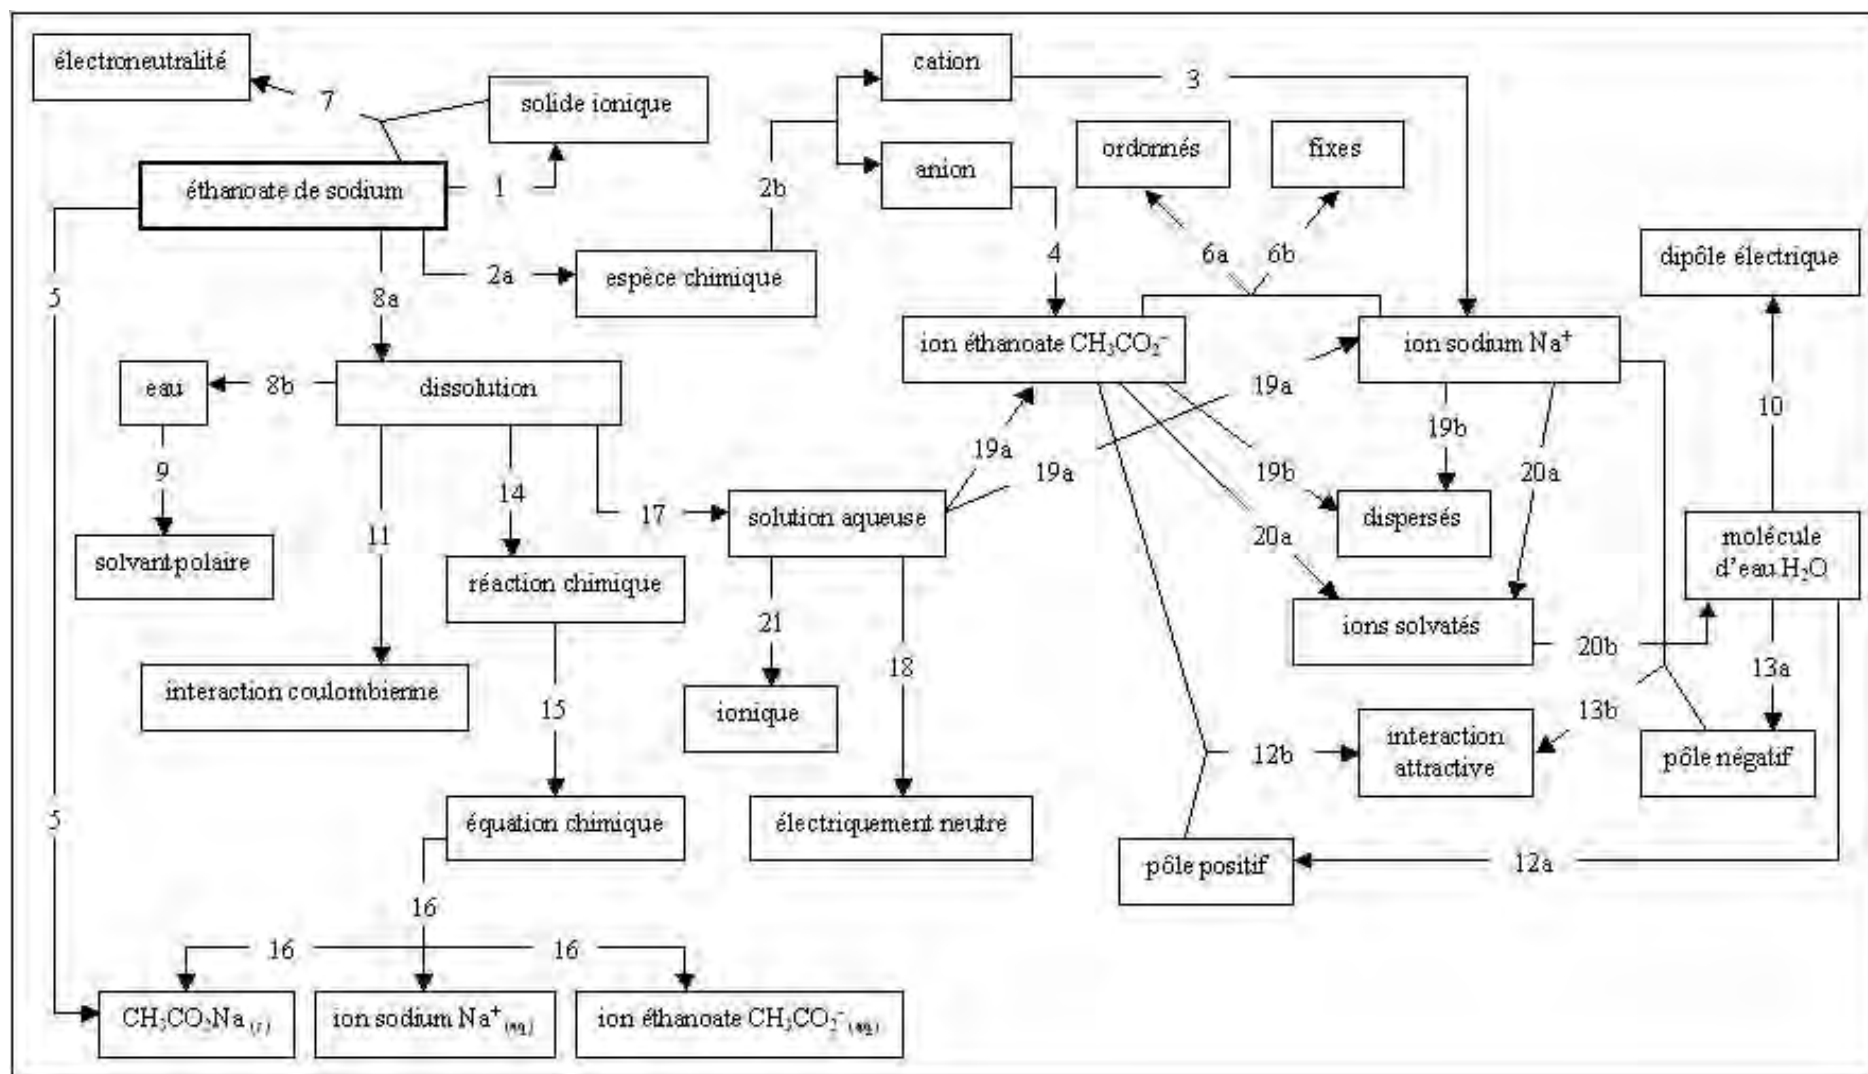 électroneutralité
cation
3
7
solide ionique
ordonnés
fixes
anion
éthanoate de sodium
1
2b
5
8a
2a
espèce chimique
4
6a
6b
dipôle électrique
ion éthanoate CH₃CO₂⁻
ion sodium Na⁺
eau
8b
dissolution
19a
10
9
14
19a
19a
19b
19b
20a
11
17
solution aqueuse
dispersés
20a
molécule
d'eau H₂O
solvant polaire
réaction chimique
21
ions solvatés
20b
18
13a
interaction coulombienne
15
ionique
13b
12b
interaction
attractive
pôle négatif
5
équation chimique
électriquement neutre
pôle positif
12a
16
16
16
CH₃CO₂Na (s)
ion sodium Na⁺ (aq)
ion éthanoate CH₃CO₂⁻ (aq)